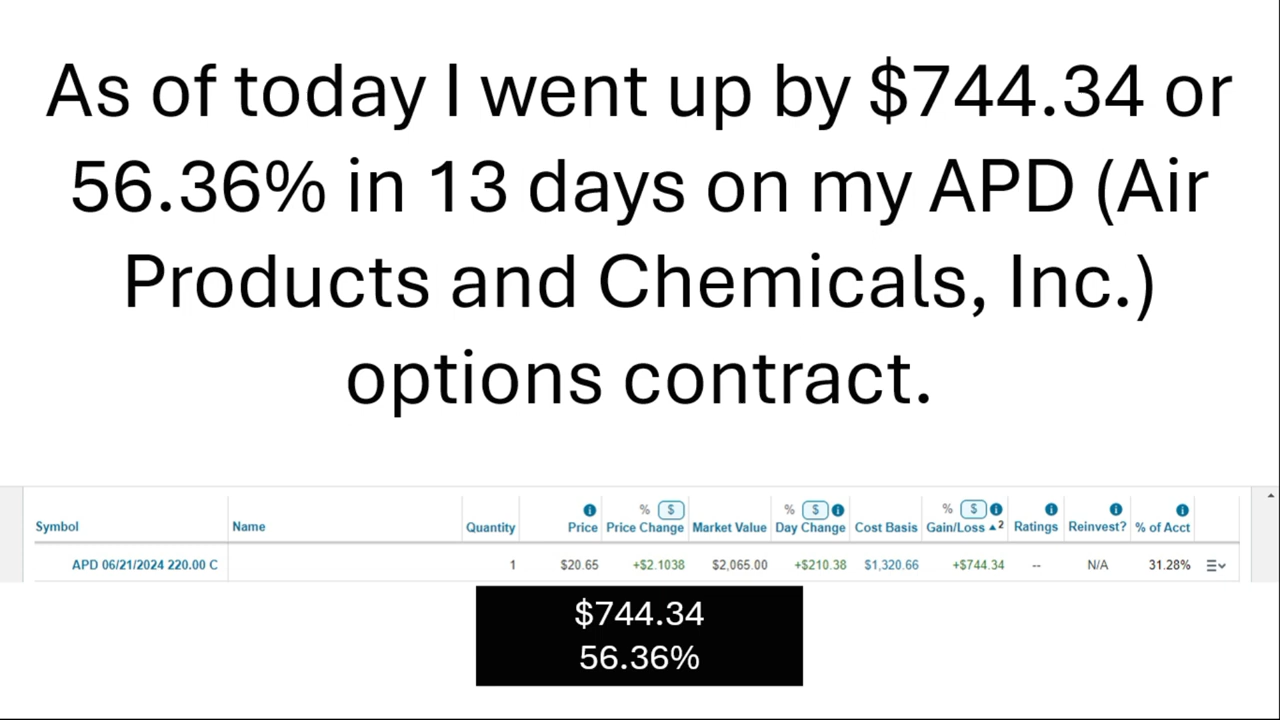 As of today I went up by $744.34 or
56.36% in 13 days on my APD (Air
Products and Chemicals, Inc.)
options contract.
% $ % $ % $
Symbol Name Quantity Price Price Change Market Value Day Change Cost Basis Gain/Loss ▲2 Ratings Reinvest? % of Acct
APD 06/21/2024 220.00 C 1 $20.65 +$2.1038 $2,065.00 +$210.38 $1,320.66 +$744.34 -- N/A 31.28%
$744.34
56.36%